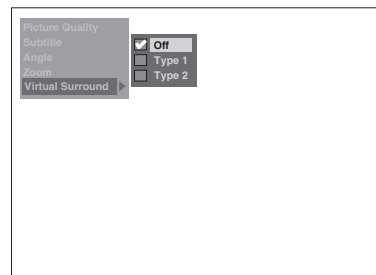 Picture Quality
Subtitle
Angle
Zoom
Virtual Surround
Off
Type 1
Type 2